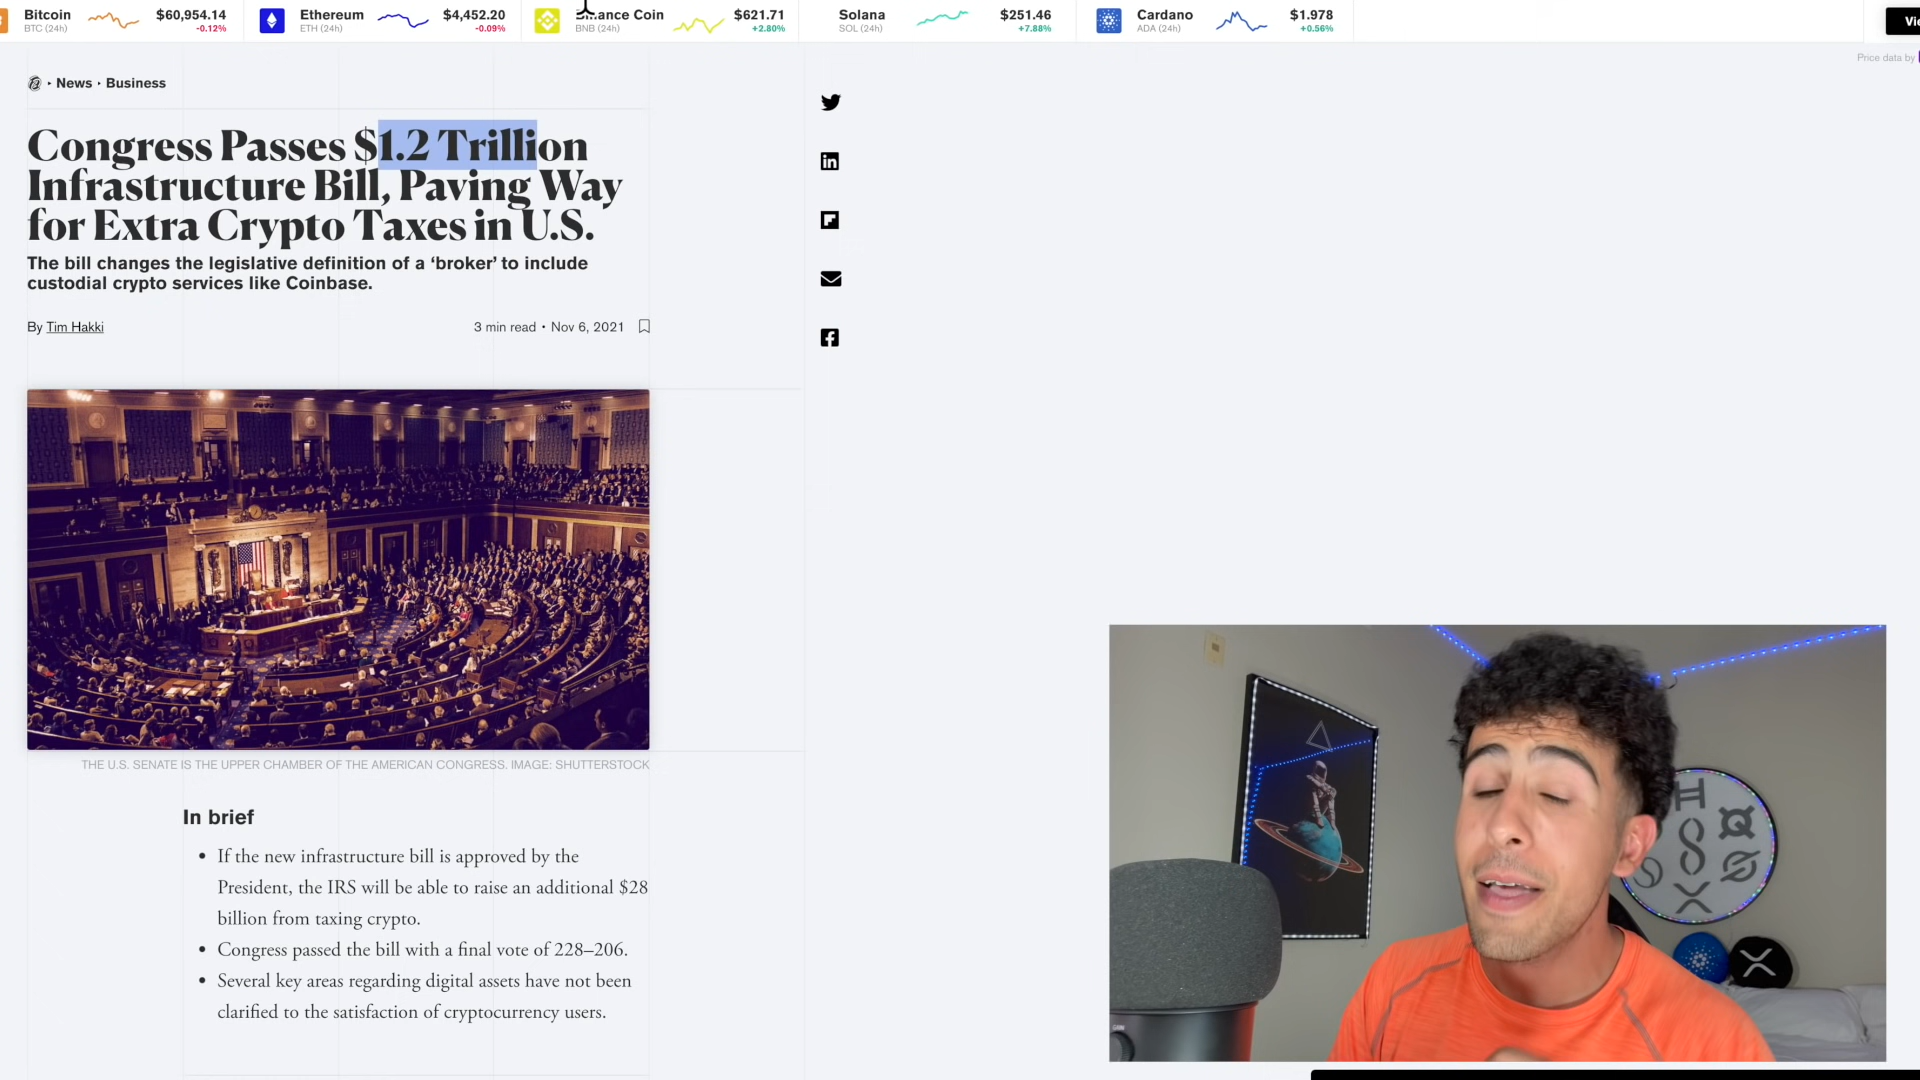 Bitcoin $60,954.14 Ethereum $4,452.20 Coin $621.71 Solana $251.46 Cardano $1.978
BTC (24h) -0.12% ETH (24h) -0.09% BNB (24h) +2.80% SOL (24h) +7.88% ADA (24h) +0.56%
Price data by
News · Business
Congress Passes $1.2 Trillion
Infrastructure Bill, Paving Way
for Extra Crypto Taxes in U.S.
The bill changes the legislative definition of a ‘broker’ to include
custodial crypto services like Coinbase.
By Tim Hakki 3 min read • Nov 6, 2021
THE U.S. SENATE IS THE UPPER CHAMBER OF THE AMERICAN CONGRESS. IMAGE: SHUTTERSTOCK
In brief
• If the new infrastructure bill is approved by the
President, the IRS will be able to raise an additional $28
billion from taxing crypto.
• Congress passed the bill with a final vote of 228–206.
• Several key areas regarding digital assets have not been
clarified to the satisfaction of cryptocurrency users.